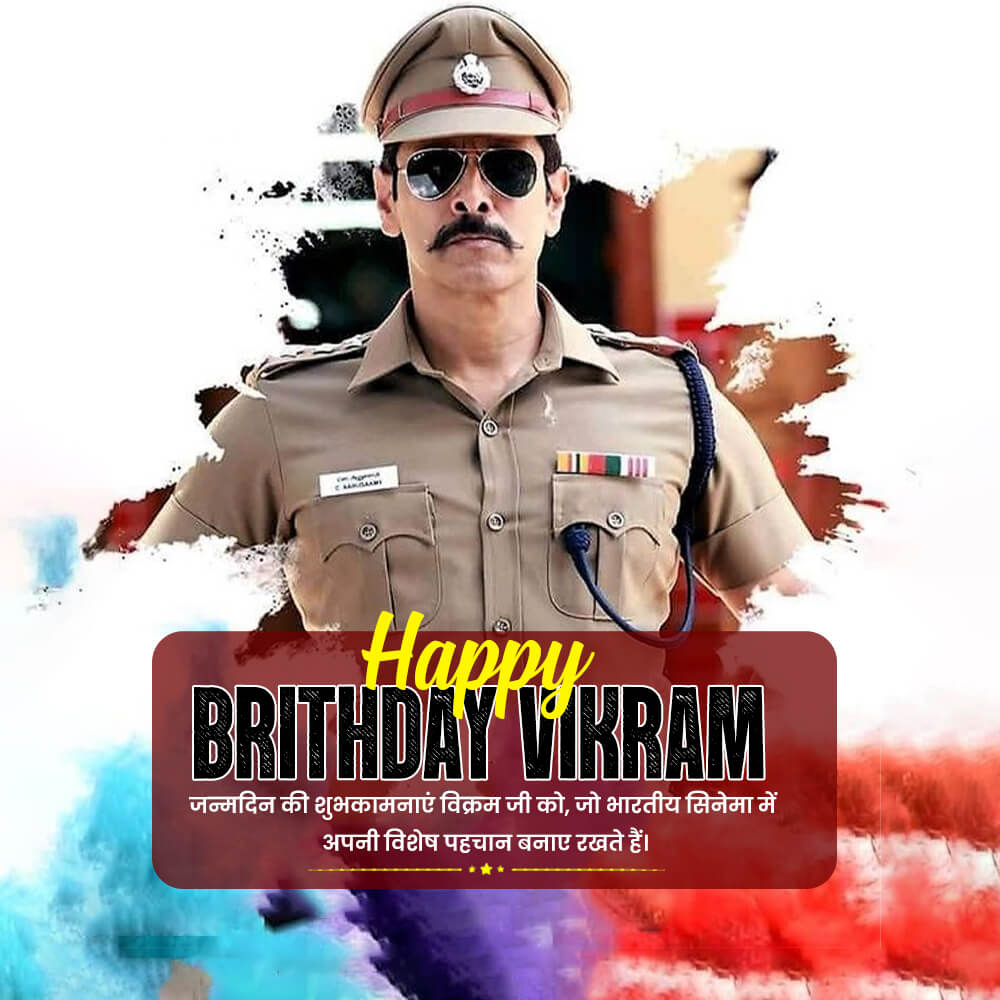 Happy
BRITHDAY VIKRAM
जन्मदिन की शुभकामनाएं विक्रम जी को, जो भारतीय सिनेमा में
अपनी विशेष पहचान बनाए रखते हैं।